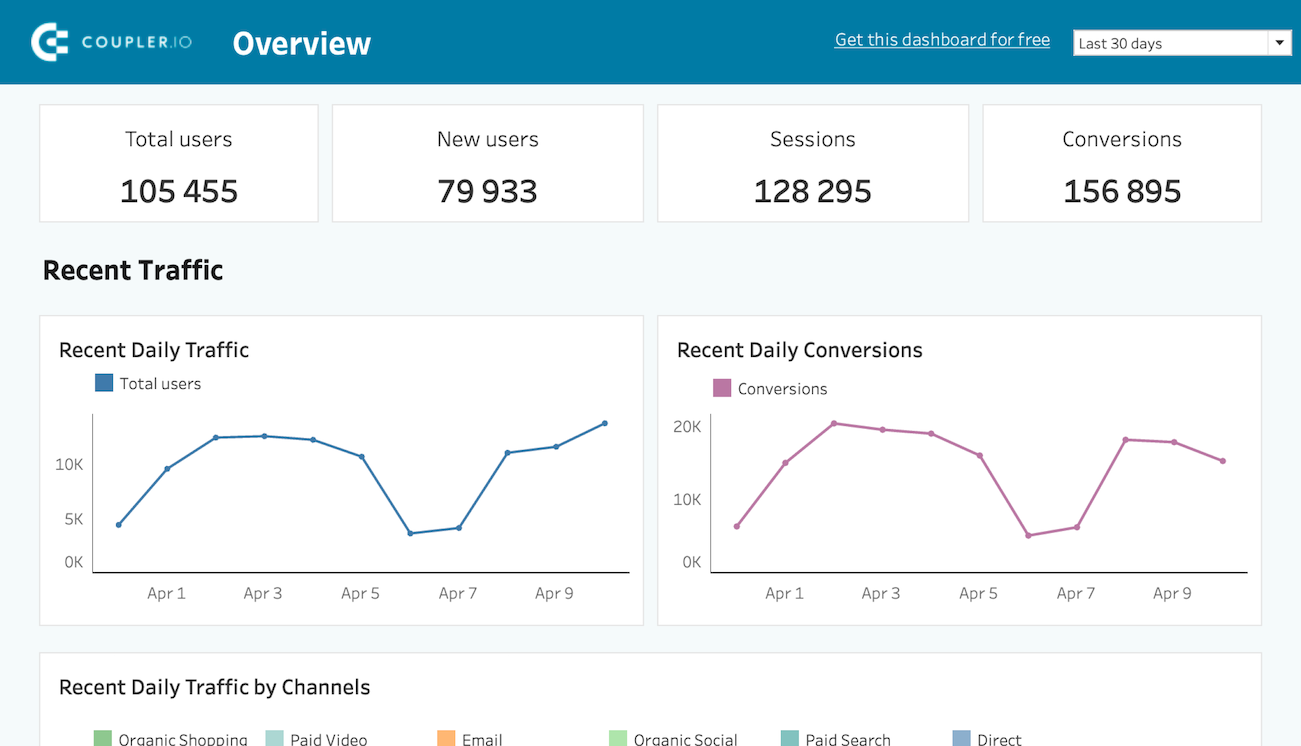 COUPLER.IO
Overview
Get this dashboard for free
Last 30 days
Total users
105 455
New users
79 933
Sessions
128 295
Conversions
156 895
Recent Traffic
Recent Daily Traffic
Total users
10K
5K
0K
Apr 1 Apr 3 Apr 5 Apr 7 Apr 9
Recent Daily Conversions
Conversions
20K
10K
0K
Apr 1 Apr 3 Apr 5 Apr 7 Apr 9
Recent Daily Traffic by Channels
Organic Shopping Paid Video Email Organic Social Paid Search Direct